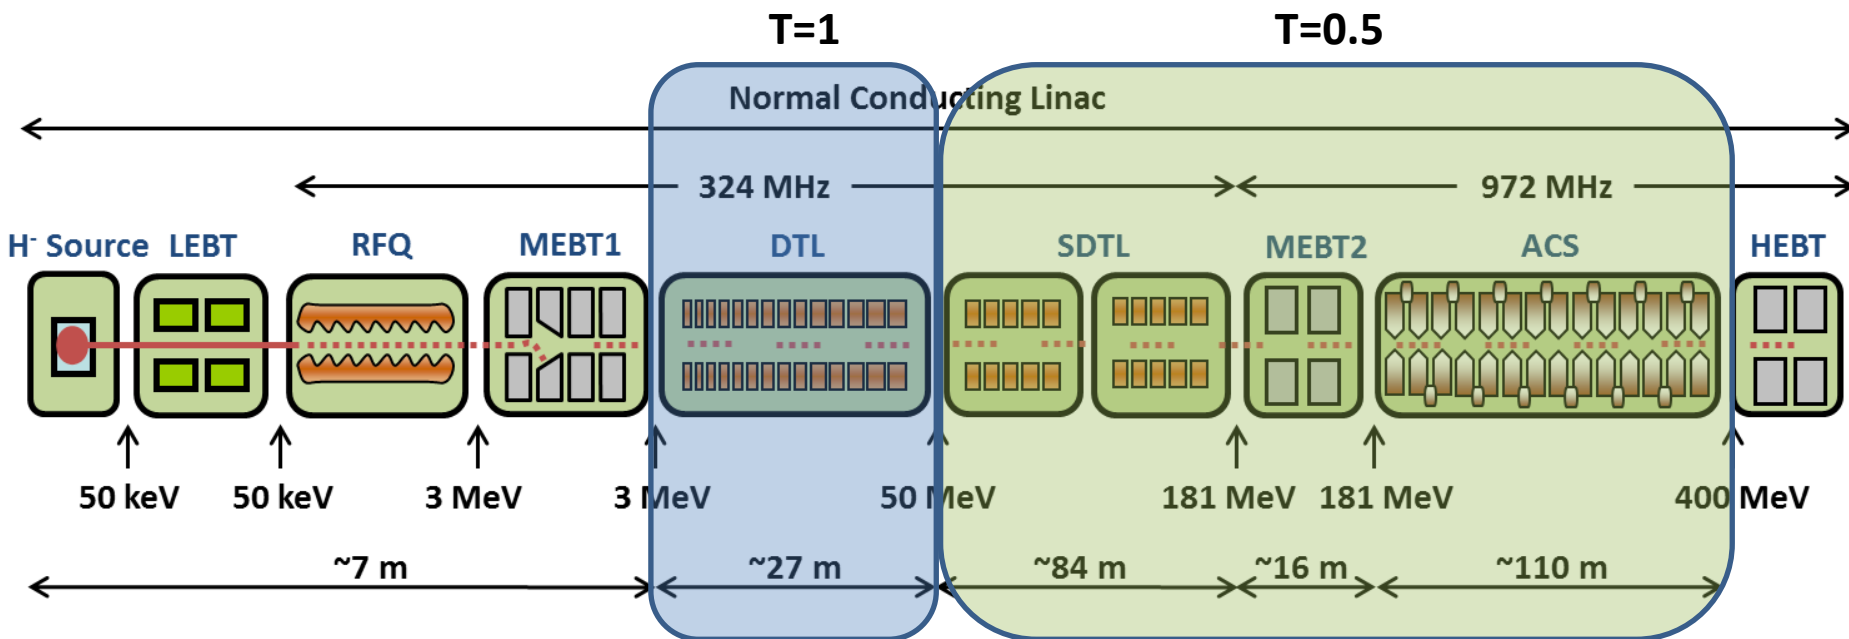 T=1 T=0.5
Normal Conducting Linac
324 MHz 972 MHz
H⁻ Source LEBT RFQ MEBT1 DTL SDTL MEBT2 ACS HEBT
50 keV 50 keV 3 MeV 3 MeV 50 MeV 181 MeV 181 MeV 400 MeV
~7 m ~27 m ~84 m ~16 m ~110 m